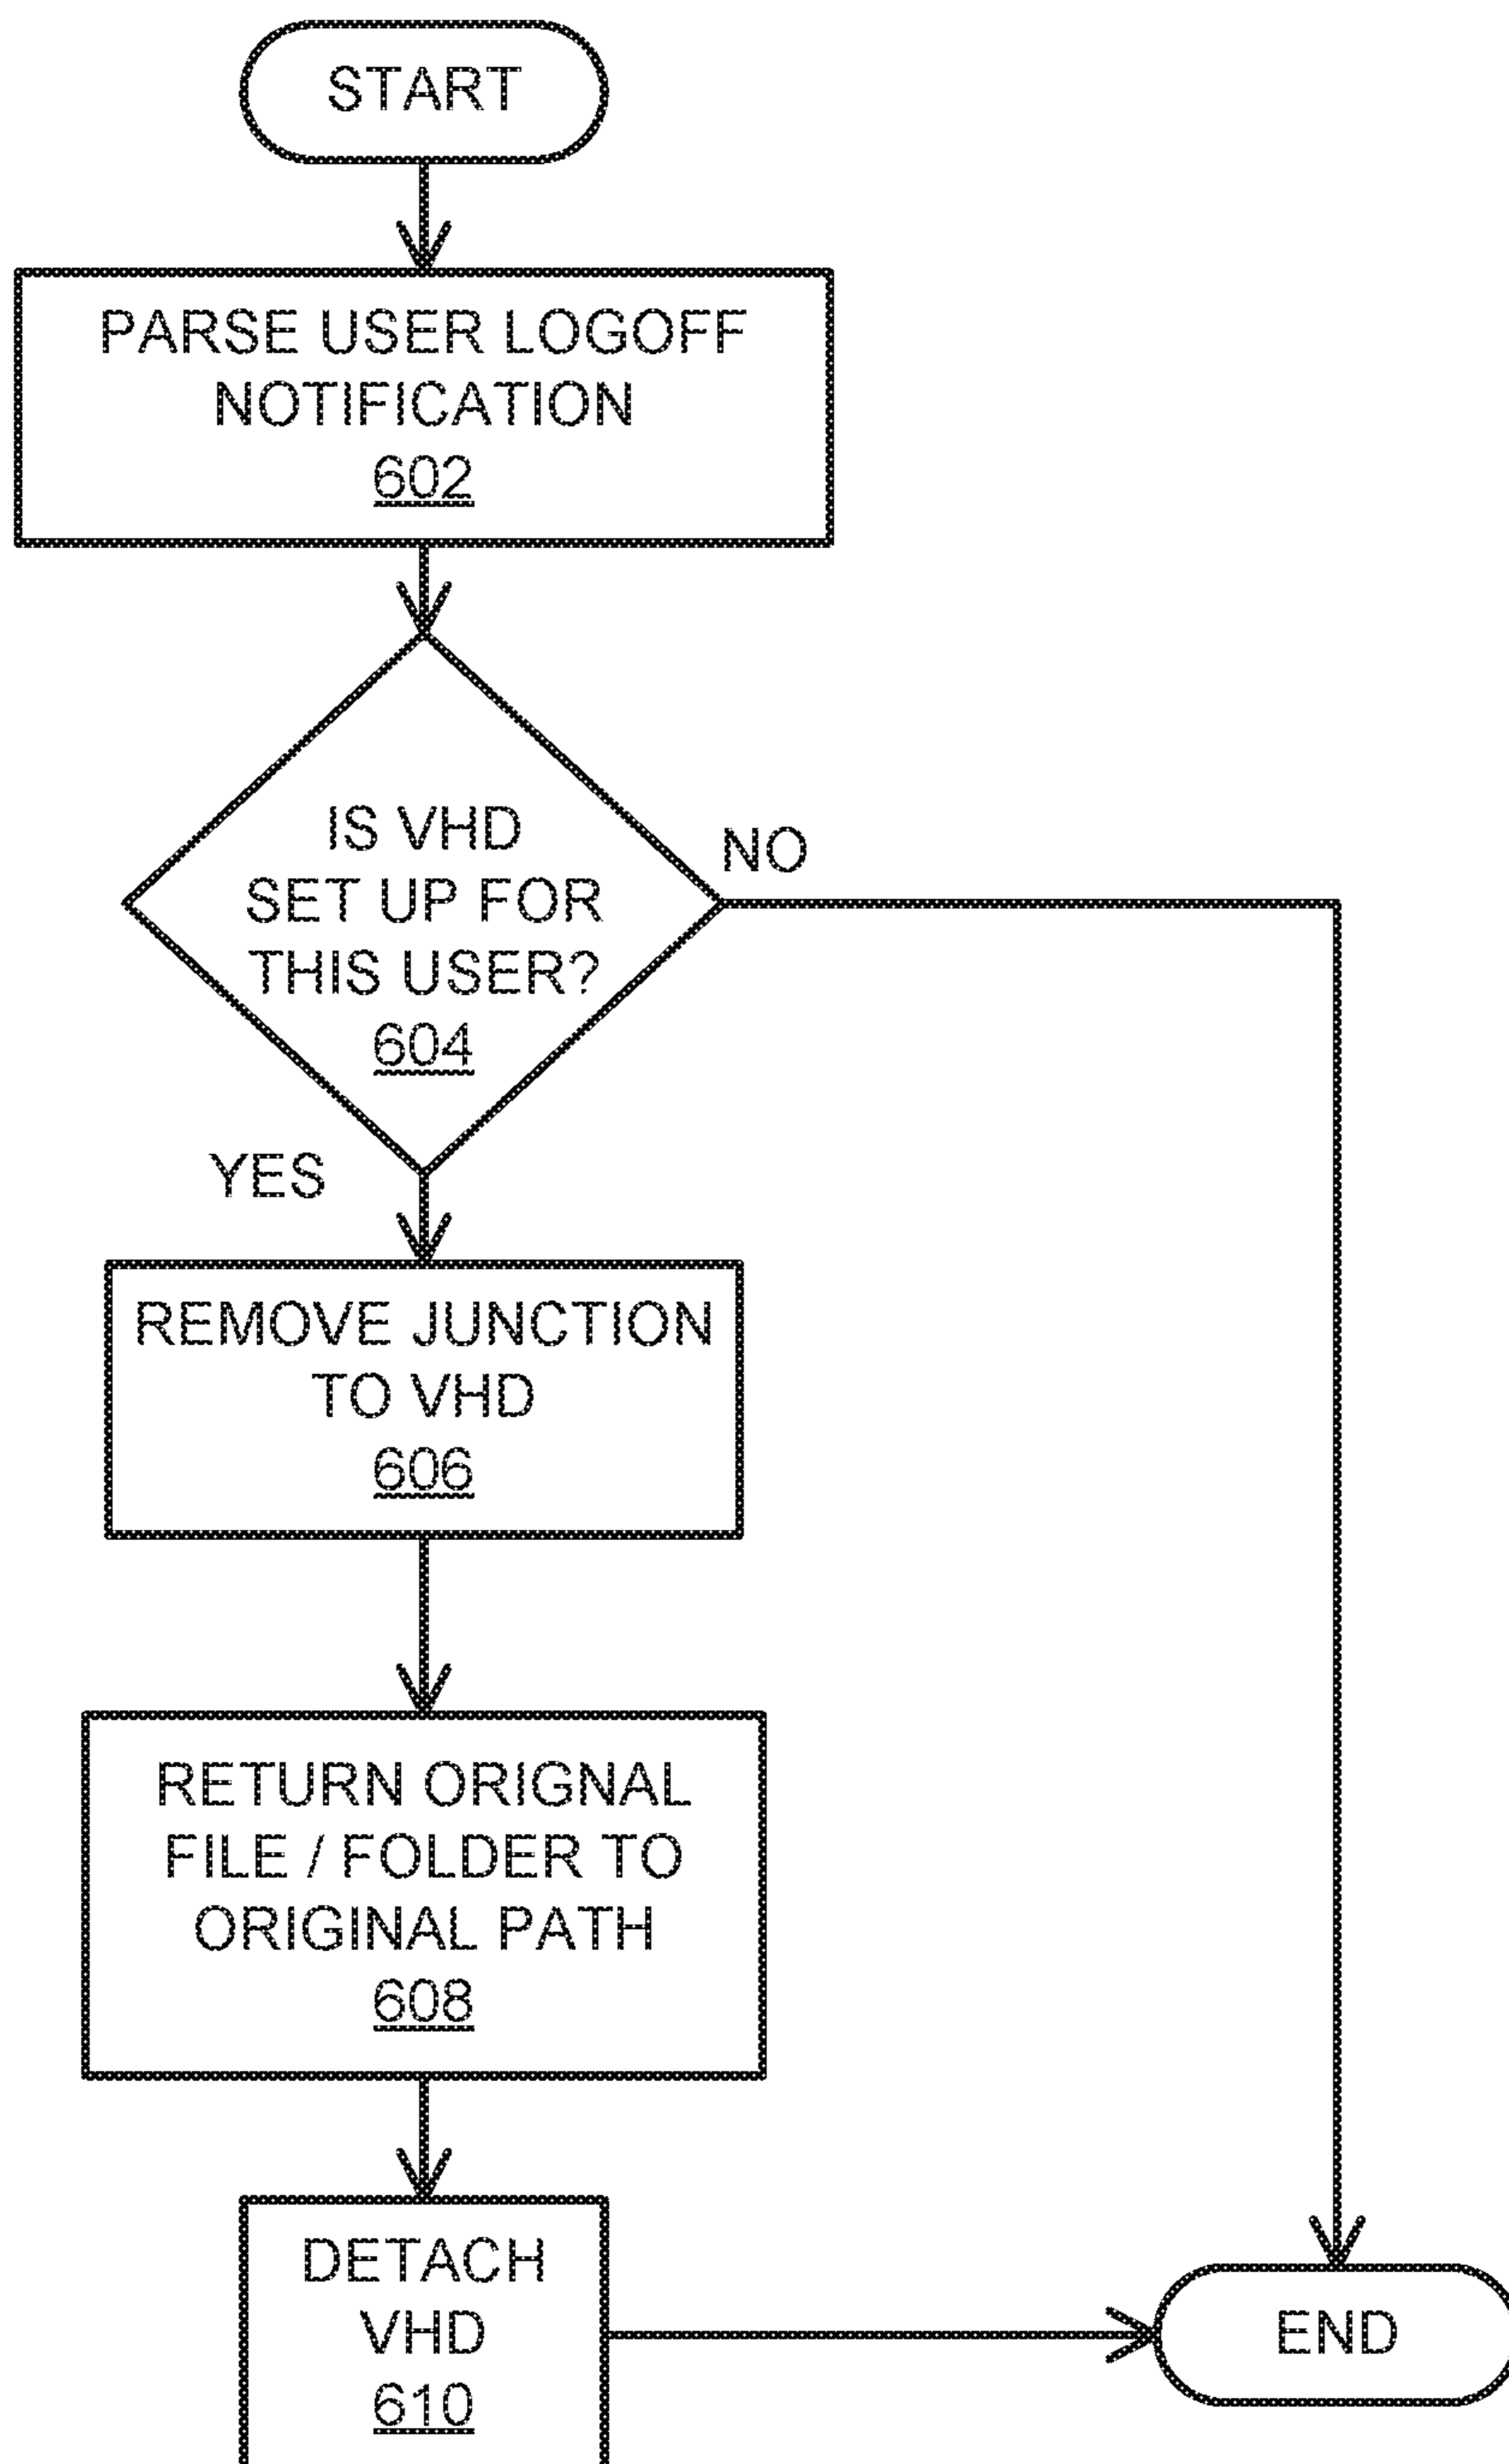 START
PARSE USER LOGOFF
NOTIFICATION
602
IS VHD
SET UP FOR
THIS USER?
604
NO
YES
REMOVE JUNCTION
TO VHD
606
RETURN ORIGNAL
FILE / FOLDER TO
ORIGINAL PATH
608
DETACH
VHD
610
END